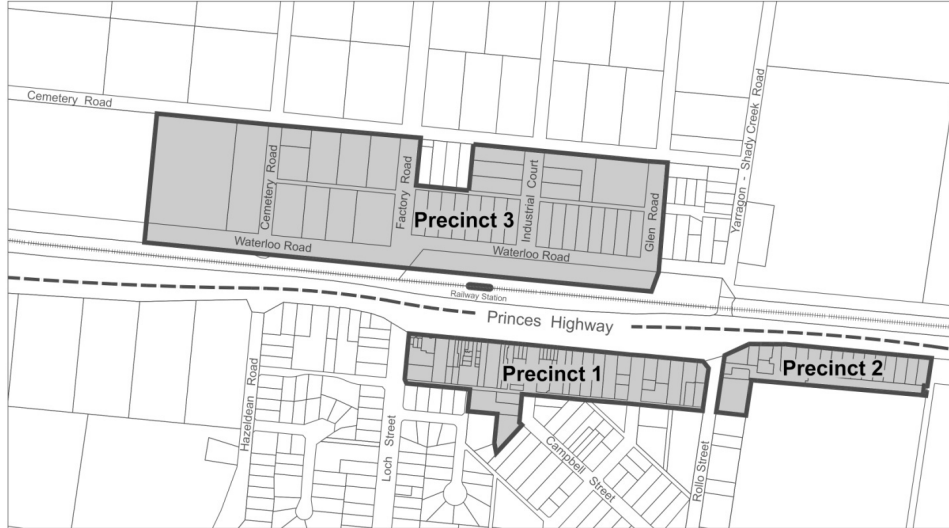 Cemetery Road
Yarragon - Shady Creek Road
Cemetery Road
Factory Road
Industrial Court
Glen Road
Precinct 3
Waterloo Road
Waterloo Road
Railway Station
Princes Highway
Precinct 1
Precinct 2
Hazeldean Road
Loch Street
Campbell Street
Rollo Street